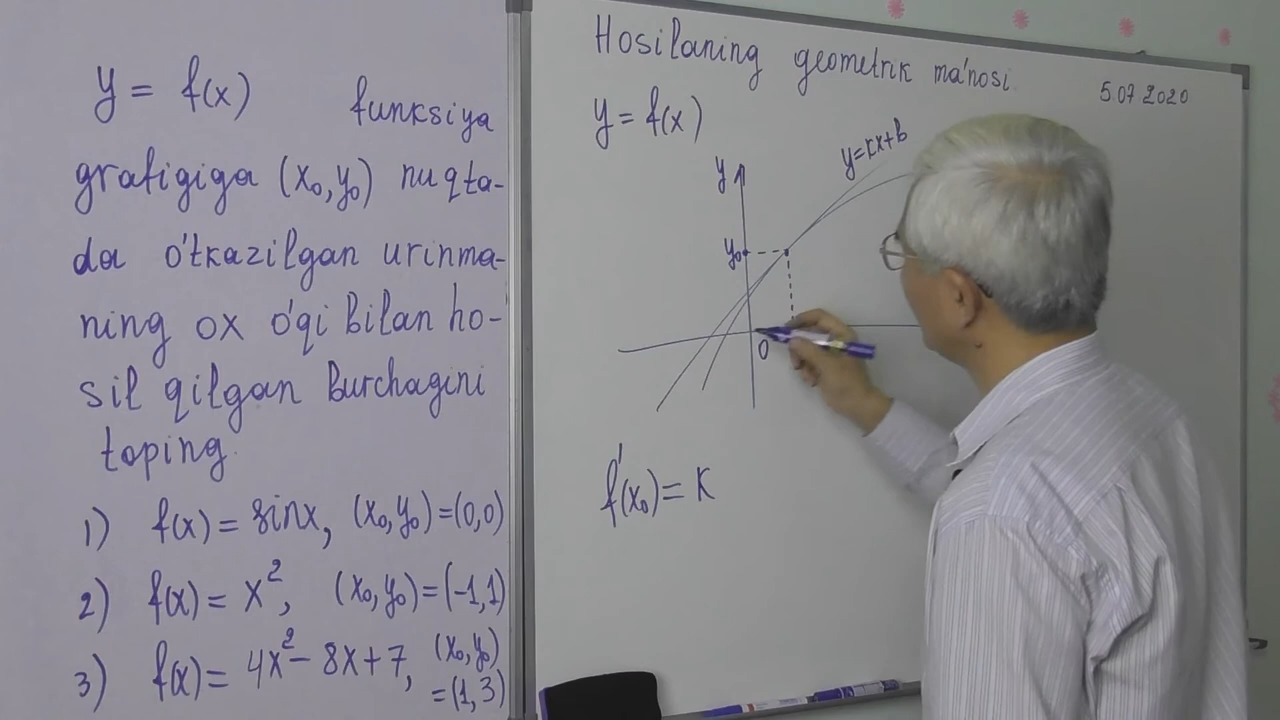 y = f(x) funksiya
grafigiga (x₀, y₀) nuqta-
da o'tkazilgan urinma-
ning ox o'qi bilan ho-
sil qilgan burchagini
toping.
1) f(x) = sinx, (x₀, y₀) = (0,0)
2) f(x) = x², (x₀, y₀) = (-1,1)
3) f(x) = 4x² - 8x + 7, (x₀, y₀)
= (1,3)
Hosilaning geometrik ma'nosi.
5.07.2020
y = f(x)
y = kx + b
y
y₀
0
f'(x₀) = k